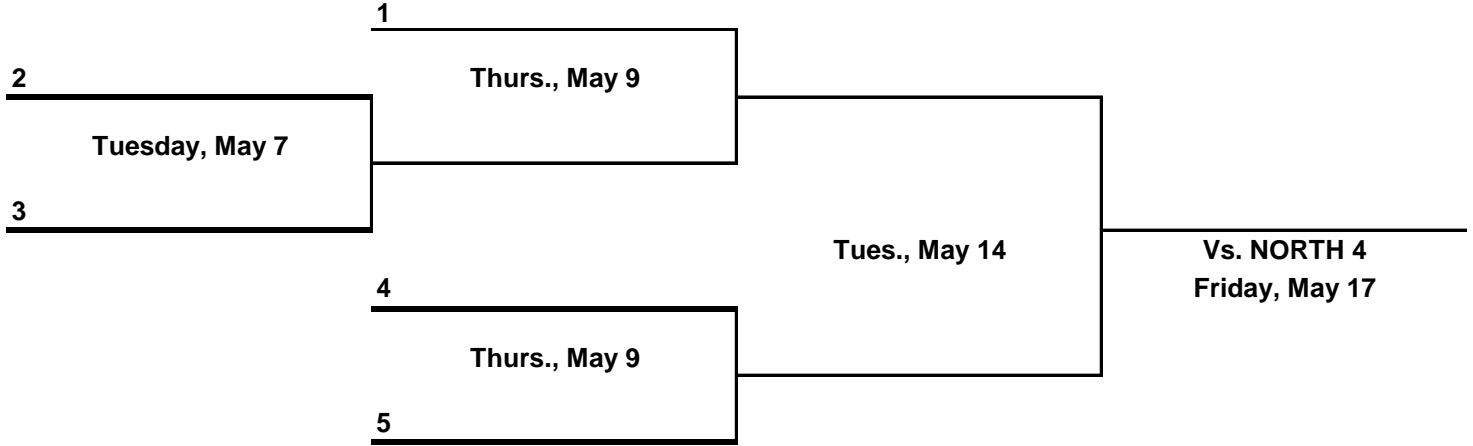 1
2
Thurs., May 9
Tuesday, May 7
3
Tues., May 14
Vs. NORTH 4
Friday, May 17
4
Thurs., May 9
5